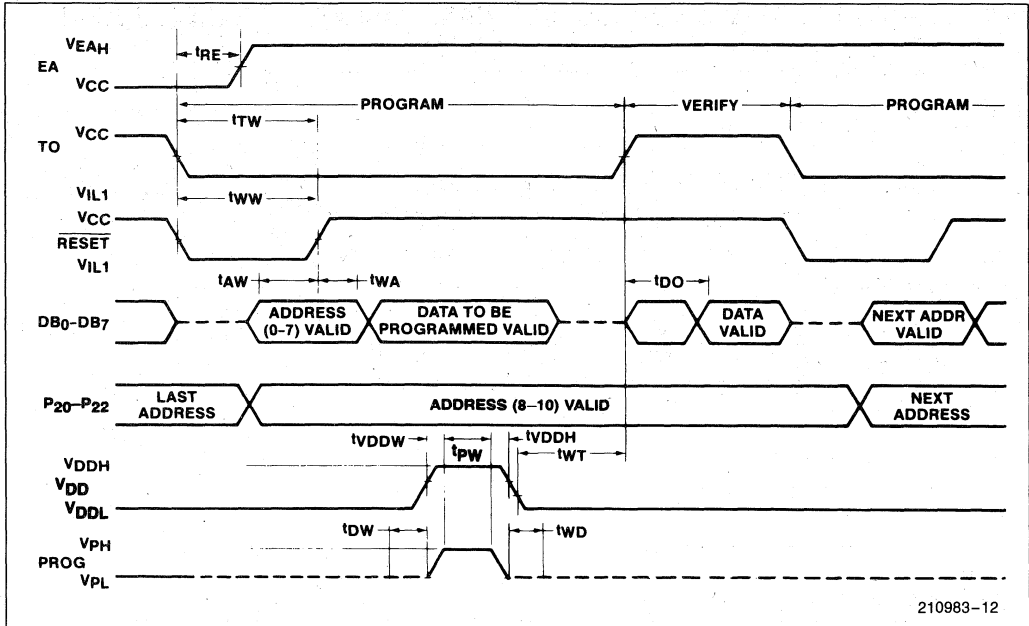 VEAH
tRE
EA
VCC
PROGRAM
VERIFY
PROGRAM
tTW
VCC
TO
VIL1
tWW
VCC
RESET
VIL1
tAW
tWA
tDO
DB0–DB7
ADDRESS
(0–7) VALID
DATA TO BE
PROGRAMMED VALID
DATA
VALID
NEXT ADDR
VALID
P20–P22
LAST
ADDRESS
ADDRESS (8–10) VALID
NEXT
ADDRESS
tVDDW
tPW
tVDDH
tWT
VDDH
VDD
VDDL
tDW
tWD
VPH
PROG
VPL
210983–12